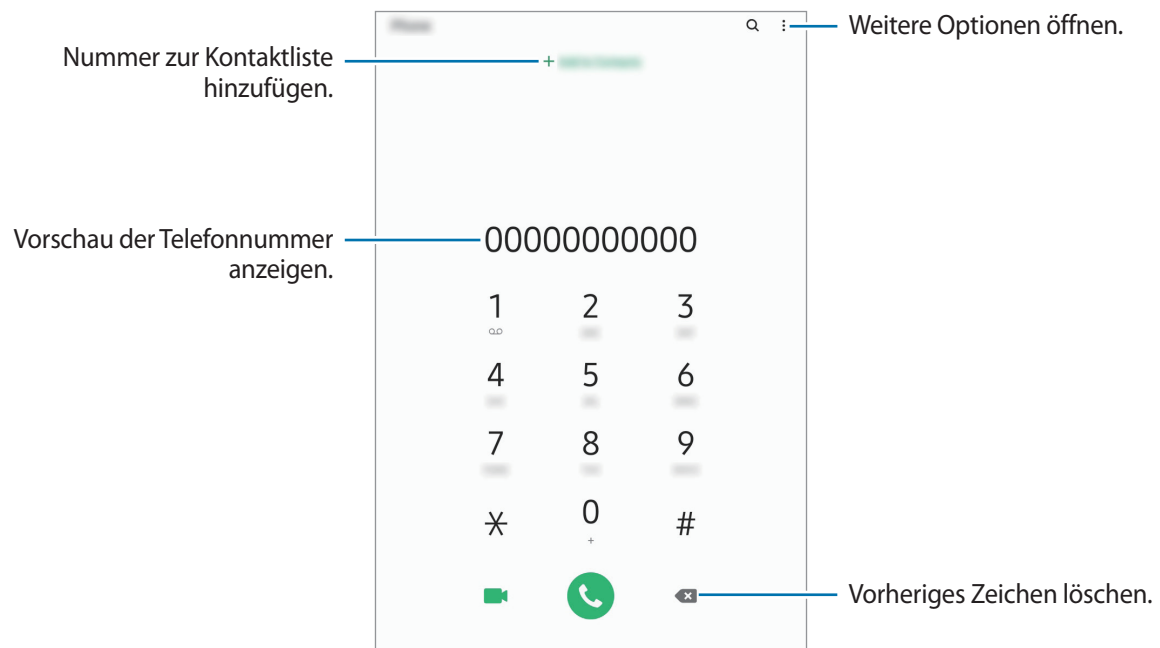 Weitere Optionen öffnen.
Nummer zur Kontaktliste
hinzufügen.
+
Vorschau der Telefonnummer
anzeigen.
00000000000
1 2 3
4 5 6
7 8 9
* 0 #
+
Vorheriges Zeichen löschen.